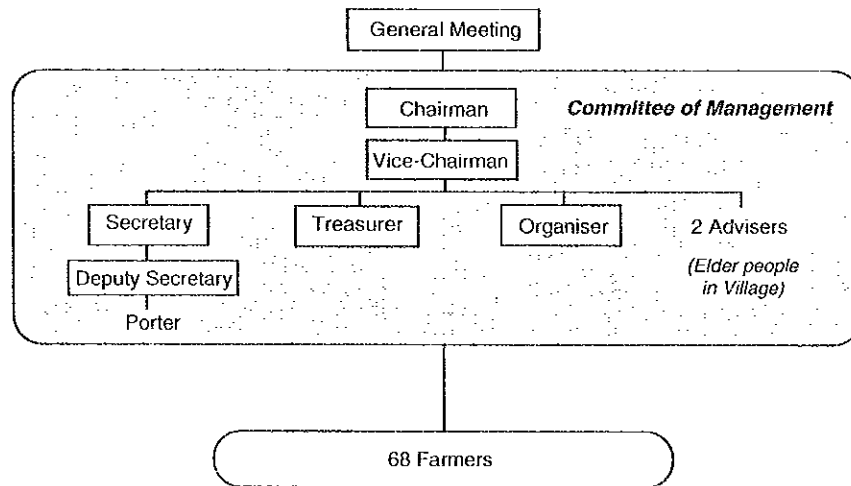 General Meeting
Chairman
Committee of Management
Vice-Chairman
Secretary
Treasurer
Organiser
2 Advisers
Deputy Secretary
(Elder people
in Village)
Porter
68 Farmers